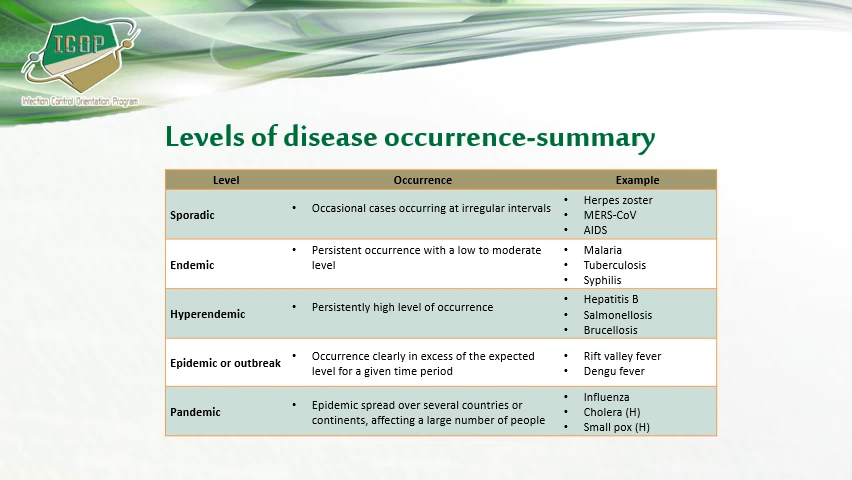 I.C.O.P
Infection Control Orientation Program
Levels of disease occurrence-summary
Level Occurrence Example
Sporadic
• Occasional cases occurring at irregular intervals
• Herpes zoster
• MERS-CoV
• AIDS
Endemic
• Persistent occurrence with a low to moderate
level
• Malaria
• Tuberculosis
• Syphilis
Hyperendemic
• Persistently high level of occurrence
• Hepatitis B
• Salmonellosis
• Brucellosis
Epidemic or outbreak
• Occurrence clearly in excess of the expected
level for a given time period
• Rift valley fever
• Dengu fever
Pandemic
• Epidemic spread over several countries or
continents, affecting a large number of people
• Influenza
• Cholera (H)
• Small pox (H)